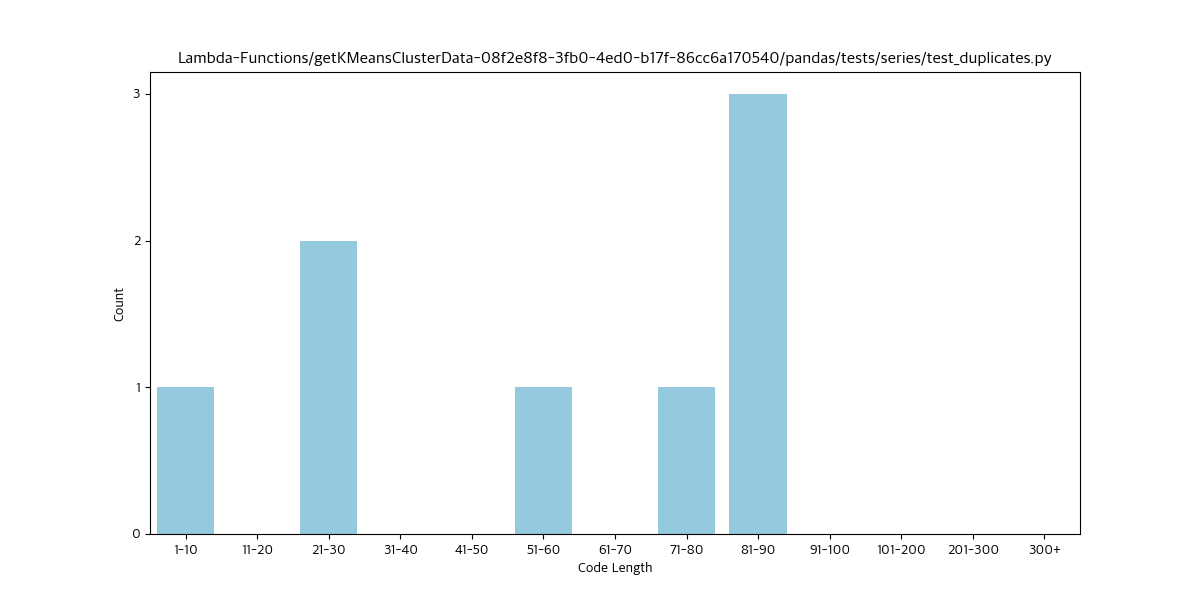 Lambda-Functions/getKMeansClusterData-08f2e8f8-3fb0-4ed0-b17f-86cc6a170540/pandas/tests/series/test_duplicates.py
3
2
1
0
Count
1-10 11-20 21-30 31-40 41-50 51-60 61-70 71-80 81-90 91-100 101-200 201-300 300+
Code Length